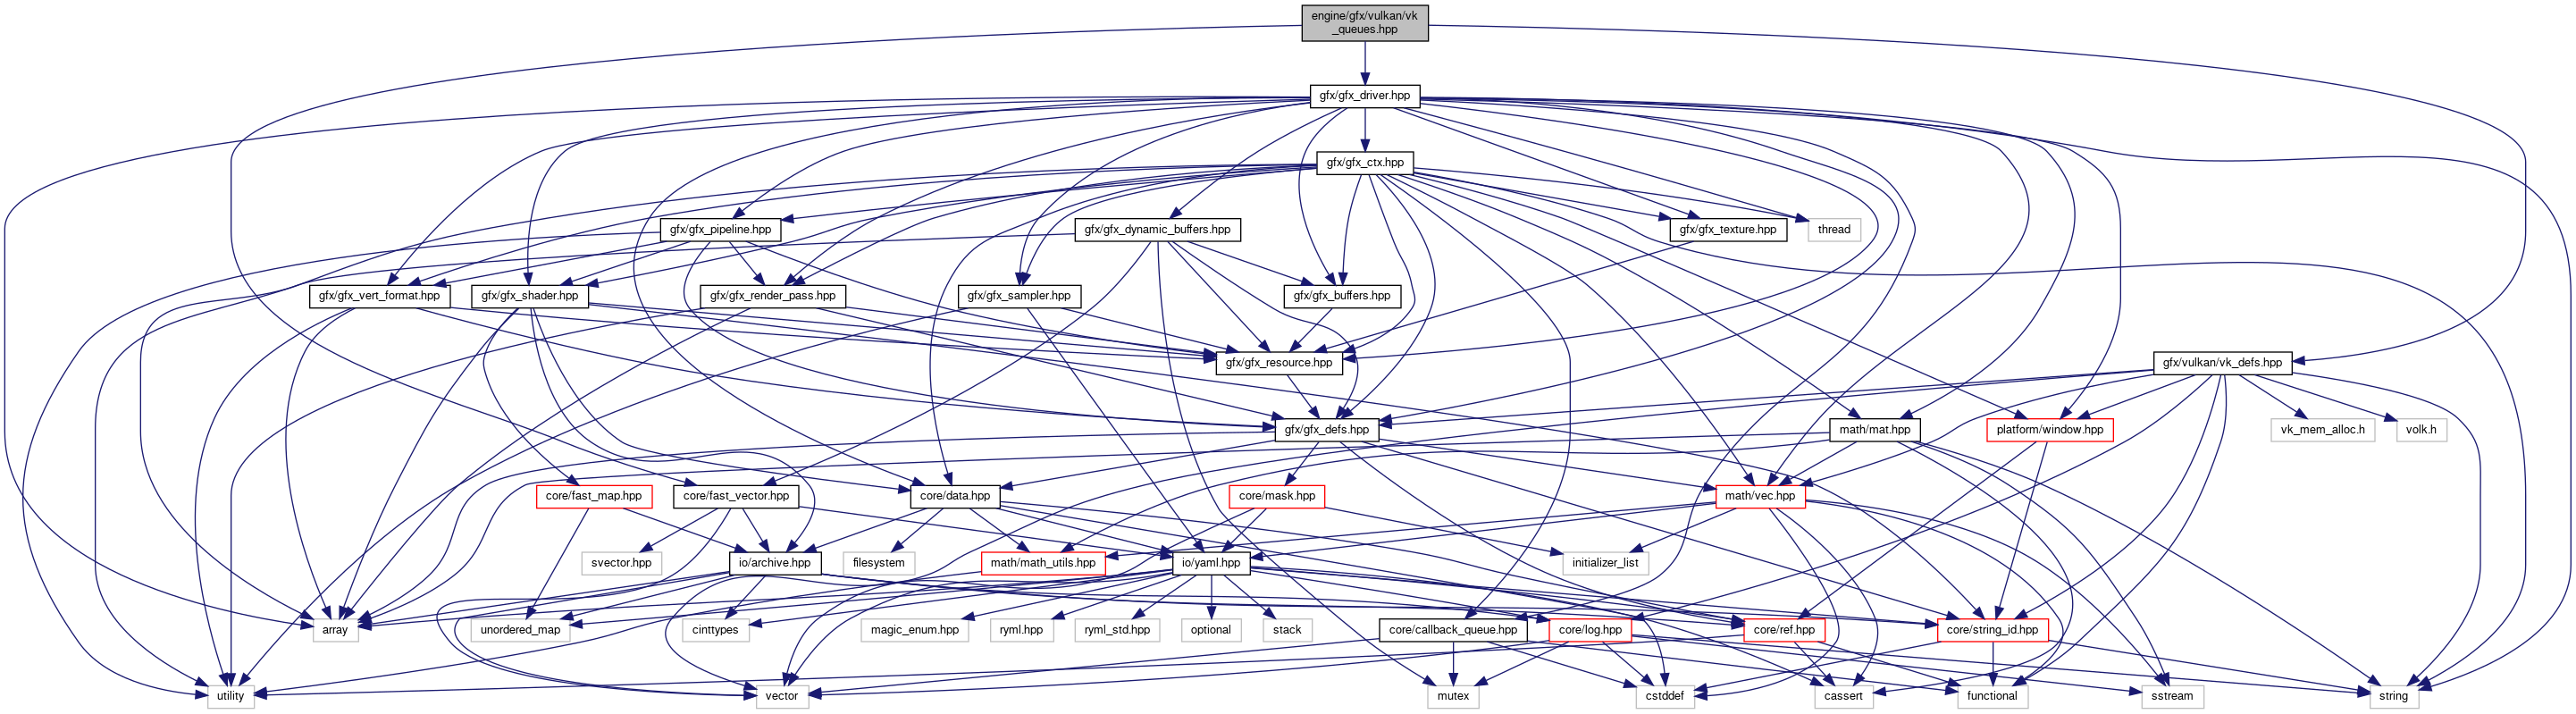 engine/gfx/vulkan/vk
_queues.hpp
gfx/gfx_driver.hpp
gfx/gfx_ctx.hpp
gfx/gfx_pipeline.hpp
gfx/gfx_dynamic_buffers.hpp
gfx/gfx_texture.hpp
thread
gfx/gfx_vert_format.hpp
gfx/gfx_shader.hpp
gfx/gfx_render_pass.hpp
gfx/gfx_sampler.hpp
gfx/gfx_buffers.hpp
gfx/gfx_resource.hpp
gfx/vulkan/vk_defs.hpp
gfx/gfx_defs.hpp
math/mat.hpp
platform/window.hpp
vk_mem_alloc.h
volk.h
core/fast_map.hpp
core/fast_vector.hpp
core/data.hpp
core/mask.hpp
math/vec.hpp
svector.hpp
io/archive.hpp
filesystem
math/math_utils.hpp
io/yaml.hpp
initializer_list
array
unordered_map
cinttypes
magic_enum.hpp
ryml.hpp
ryml_std.hpp
optional
stack
core/callback_queue.hpp
core/log.hpp
core/ref.hpp
core/string_id.hpp
utility
vector
mutex
cstddef
cassert
functional
sstream
string